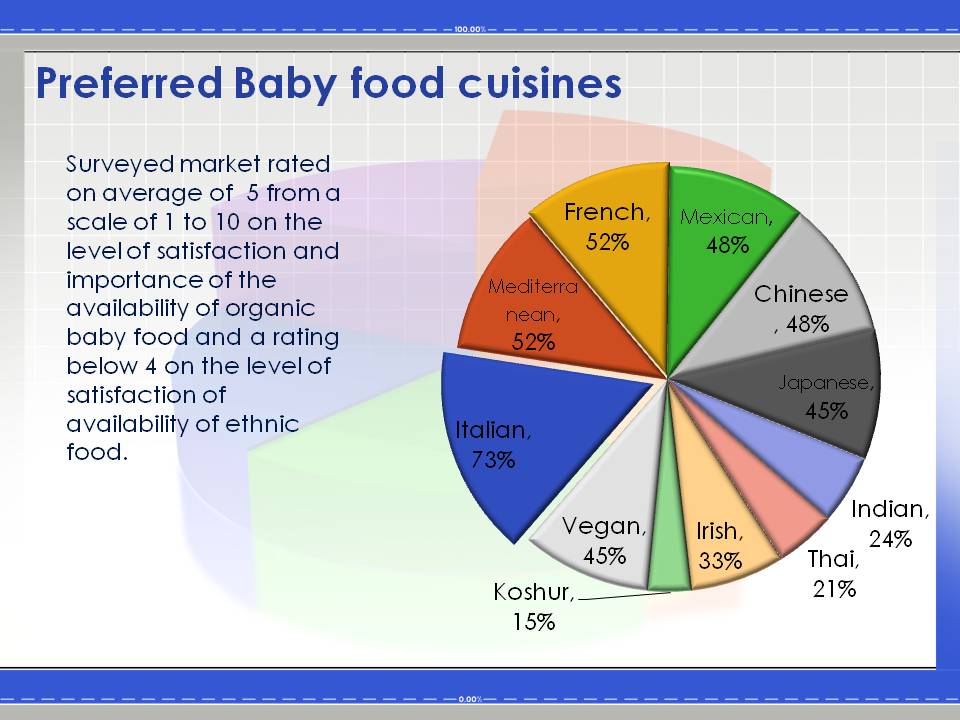 100.00%
Preferred Baby food cuisines
Surveyed market rated
on average of 5 from a
scale of 1 to 10 on the
level of satisfaction and
importance of the
availability of organic
baby food and a rating
below 4 on the level of
satisfaction of
availability of ethnic
food.
French,
52%
Mexican,
48%
Chinese
, 48%
Japanese,
45%
Indian,
24%
Thai,
21%
Irish,
33%
Koshur,
15%
Vegan,
45%
Italian,
73%
Mediterra
nean,
52%
0.00%